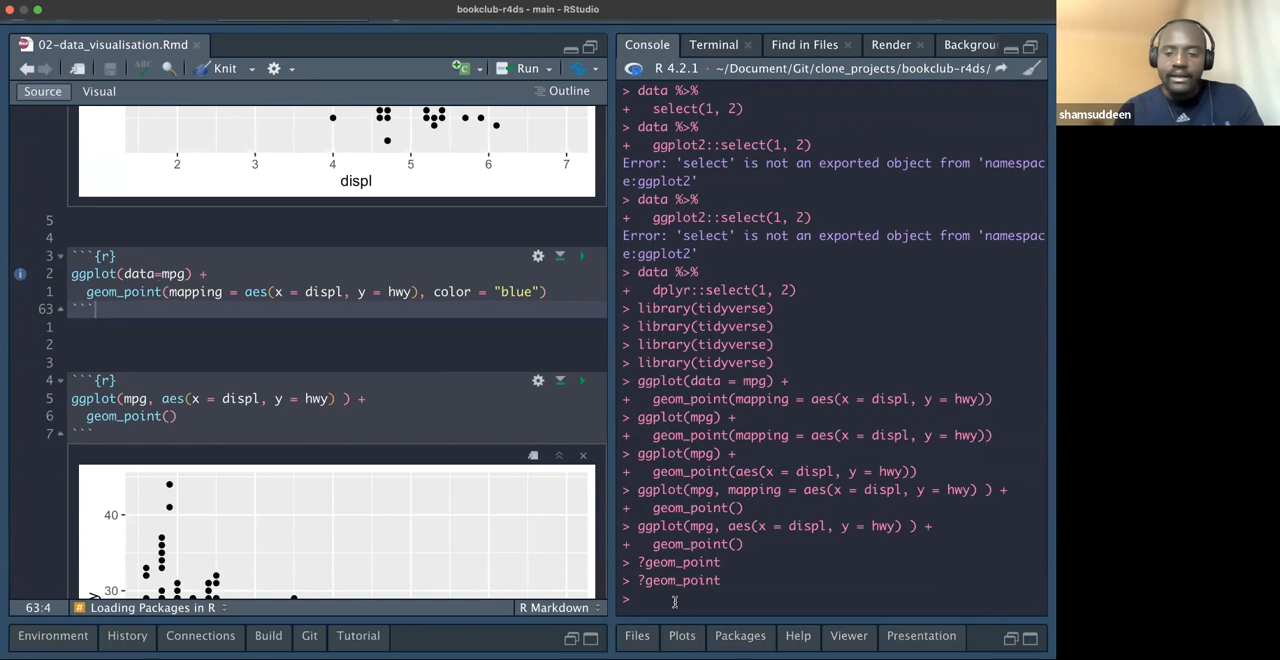 bookclub-r4ds - main - RStudio
02-data_visualisation.Rmd
Knit
Run
Source Visual Outline
2 3 4 5 6 7
displ
5
4
3 ```{r}
2 ggplot(data=mpg) +
1 geom_point(mapping = aes(x = displ, y = hwy), color = "blue")
63 ```
1
2
3
4 ```{r}
5 ggplot(mpg, aes(x = displ, y = hwy) ) +
6 geom_point()
7 ```
40
30
y
63:4 # Loading Packages in R R Markdown
Environment History Connections Build Git Tutorial
Console Terminal Find in Files Render Backgrou
R 4.2.1 · ~/Document/Git/clone_projects/bookclub-r4ds/
> data %>%
+ select(1, 2)
> data %>%
+ ggplot2::select(1, 2)
Error: 'select' is not an exported object from 'namespac
e:ggplot2'
> data %>%
+ ggplot2::select(1, 2)
Error: 'select' is not an exported object from 'namespac
e:ggplot2'
> data %>%
+ dplyr::select(1, 2)
> library(tidyverse)
> library(tidyverse)
> library(tidyverse)
> library(tidyverse)
> ggplot(data = mpg) +
+ geom_point(mapping = aes(x = displ, y = hwy))
> ggplot(mpg) +
+ geom_point(mapping = aes(x = displ, y = hwy))
> ggplot(mpg) +
+ geom_point(aes(x = displ, y = hwy))
> ggplot(mpg, mapping = aes(x = displ, y = hwy) ) +
+ geom_point()
> ggplot(mpg, aes(x = displ, y = hwy) ) +
+ geom_point()
> ?geom_point
> ?geom_point
>
Files Plots Packages Help Viewer Presentation
shamsuddeen